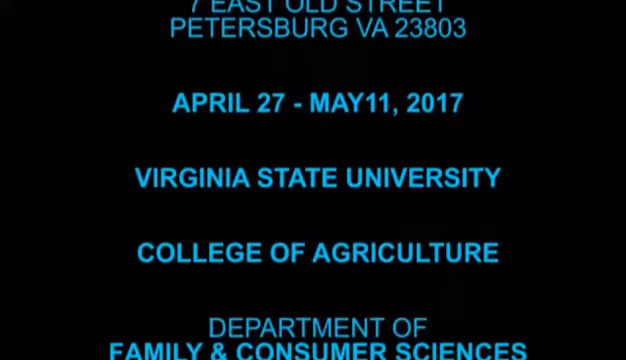 7 EAST OLD STREET
PETERSBURG VA 23803
APRIL 27 - MAY11, 2017
VIRGINIA STATE UNIVERSITY
COLLEGE OF AGRICULTURE
DEPARTMENT OF
FAMILY & CONSUMER SCIENCES